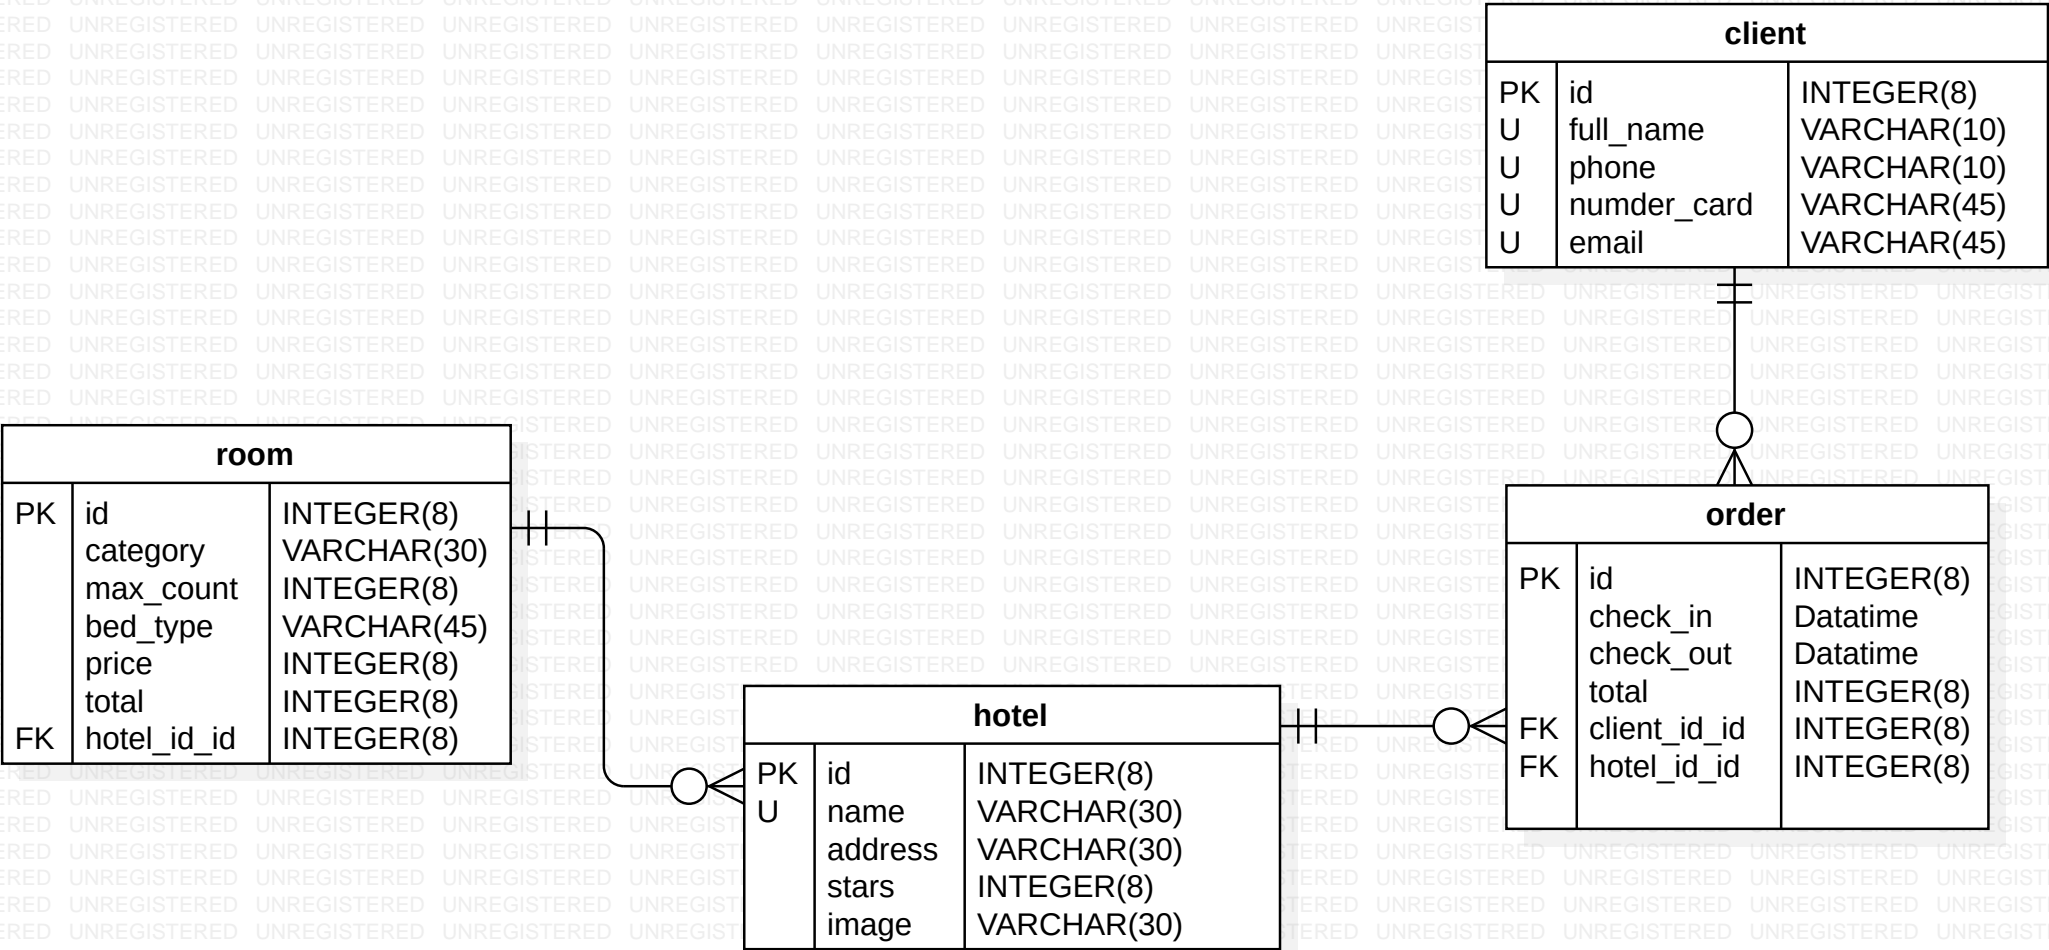 client
PK id INTEGER(8)
U full_name VARCHAR(10)
U phone VARCHAR(10)
U numder_card VARCHAR(45)
U email VARCHAR(45)
room
PK id INTEGER(8)
category VARCHAR(30)
max_count INTEGER(8)
bed_type VARCHAR(45)
price INTEGER(8)
total INTEGER(8)
FK hotel_id_id INTEGER(8)
order
PK id INTEGER(8)
check_in Datatime
check_out Datatime
total INTEGER(8)
FK client_id_id INTEGER(8)
FK hotel_id_id INTEGER(8)
hotel
PK id INTEGER(8)
U name VARCHAR(30)
address VARCHAR(30)
stars INTEGER(8)
image VARCHAR(30)
UNREGISTERED